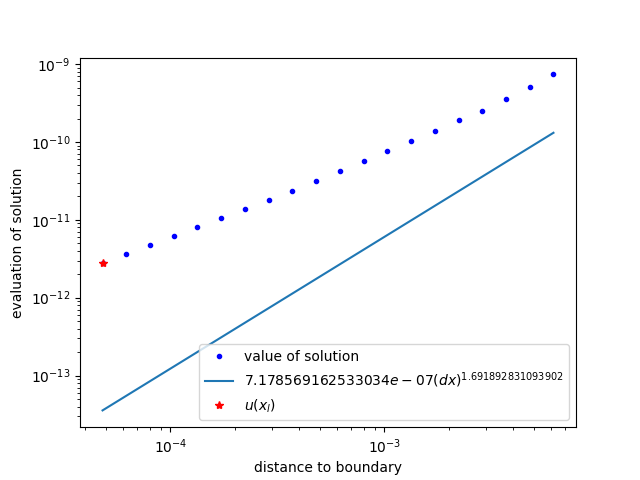 10⁻⁹
10⁻¹⁰
10⁻¹¹
10⁻¹²
10⁻¹³
evaluation of solution
value of solution
7.178569162533034e − 07(dx)¹·⁶⁹¹⁸⁹²⁸³¹⁰⁹³⁹⁰²
u(x_l)
10⁻⁴
10⁻³
distance to boundary